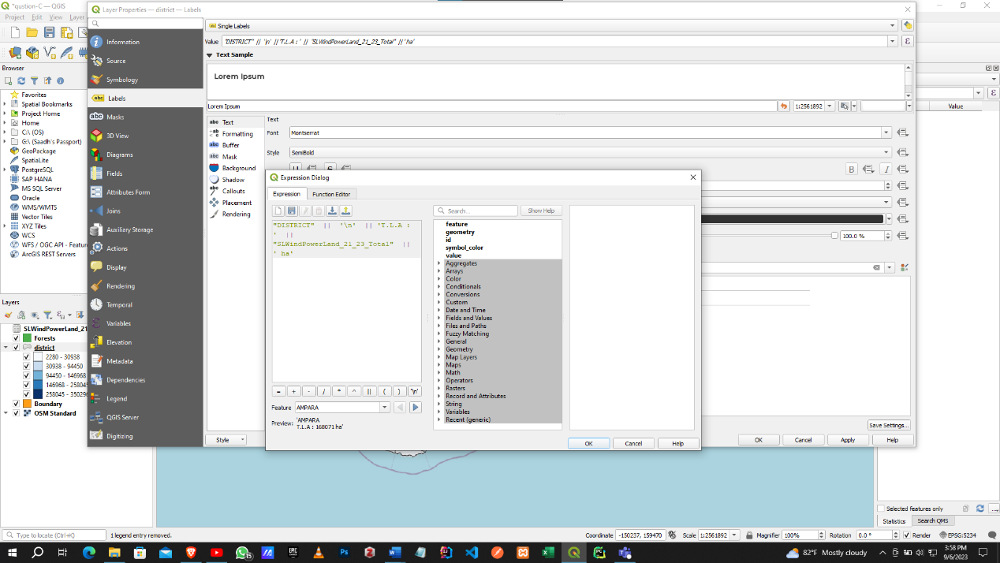 *qustion-C — QGIS
Project Edit View Layer
Layer Properties — district — Labels
Information
Source
Symbology
Labels
Masks
3D View
Diagrams
Fields
Attributes Form
Joins
Auxiliary Storage
Actions
Display
Rendering
Temporal
Variables
Elevation
Metadata
Dependencies
Legend
QGIS Server
Digitizing
Browser
Favorites
Spatial Bookmarks
Project Home
Home
C:\ (OS)
G:\ (Saadh's Passport)
GeoPackage
SpatiaLite
PostgreSQL
SAP HANA
MS SQL Server
Oracle
WMS/WMTS
Vector Tiles
XYZ Tiles
WCS
WFS / OGC API - Featur
ArcGIS REST Servers
Layers
SLWindPowerLand_21
Forests
district
2280 - 30938
30938 - 94450
94450 - 146968
146968 - 258045
258045 - 350296
Boundary
OSM Standard
Single Labels
Value "DISTRICT" || '\n' || 'T.L.A : ' || "SLWindPowerLand_21_23_Total" || ' ha'
Text Sample
Lorem Ipsum
Lorem Ipsum
1:2561892
Text
Formatting
Buffer
Mask
Background
Shadow
Callouts
Placement
Rendering
Text
Font Montserrat
Style SemiBold
U S B I
100.0 %
Expression Dialog
Expression Function Editor
Search... Show Help
"DISTRICT" || '\n' || 'T.L.A :
' ||
"SLWindPowerLand_21_23_Total" ||
' ha'
= + - / * ^ || ( ) '\n'
Feature AMPARA
Preview: 'AMPARA
T.L.A : 168071 ha'
feature
geometry
id
symbol_color
value
Aggregates
Arrays
Color
Conditionals
Conversions
Custom
Date and Time
Fields and Values
Files and Paths
Fuzzy Matching
General
Geometry
Map Layers
Maps
Math
Operators
Rasters
Record and Attributes
String
Variables
Recent (generic)
OK Cancel Help
Save Settings...
Style
OK Cancel Apply Help
Value
Selected features only
Statistics Search QMS
Type to locate (Ctrl+K) 1 legend entry removed. Coordinate -150237, 159470 Scale 1:2561892 Magnifier 100% Rotation 0.0 ° Render EPSG:5234
15
82°F Mostly cloudy
3:58 PM
9/6/2023